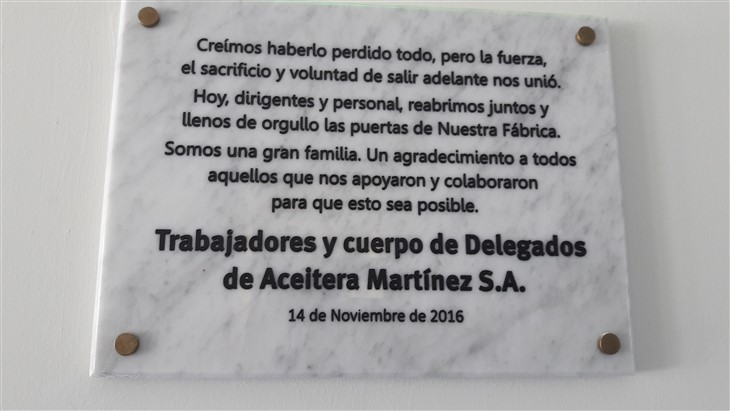 Creímos haberlo perdido todo, pero la fuerza,
el sacrificio y voluntad de salir adelante nos unió.
Hoy, dirigentes y personal, reabrimos juntos y
llenos de orgullo las puertas de Nuestra Fábrica.
Somos una gran familia. Un agradecimiento a todos
aquellos que nos apoyaron y colaboraron
para que esto sea posible.
Trabajadores y cuerpo de Delegados
de Aceitera Martínez S.A.
14 de Noviembre de 2016